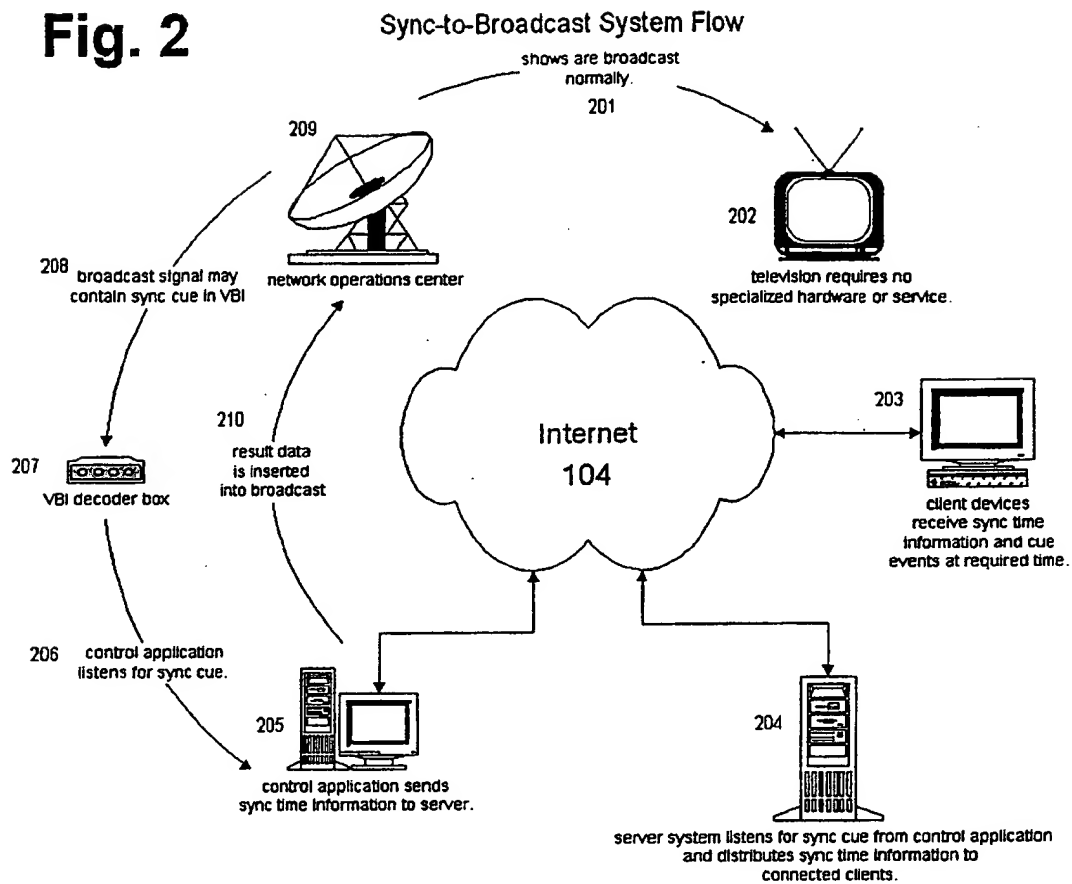 Fig. 2
Sync-to-Broadcast System Flow
shows are broadcast
normally.
201
209
202
208
broadcast signal may
contain sync cue in VBI
network operations center
television requires no
specialized hardware or service.
210
result data
is inserted
into broadcast
Internet
104
203
207
VBI decoder box
client devices
receive sync time
information and cue
events at required time.
206
control application
listens for sync cue.
205
204
control application sends
sync time information to server.
server system listens for sync cue from control application
and distributes sync time information to
connected clients.